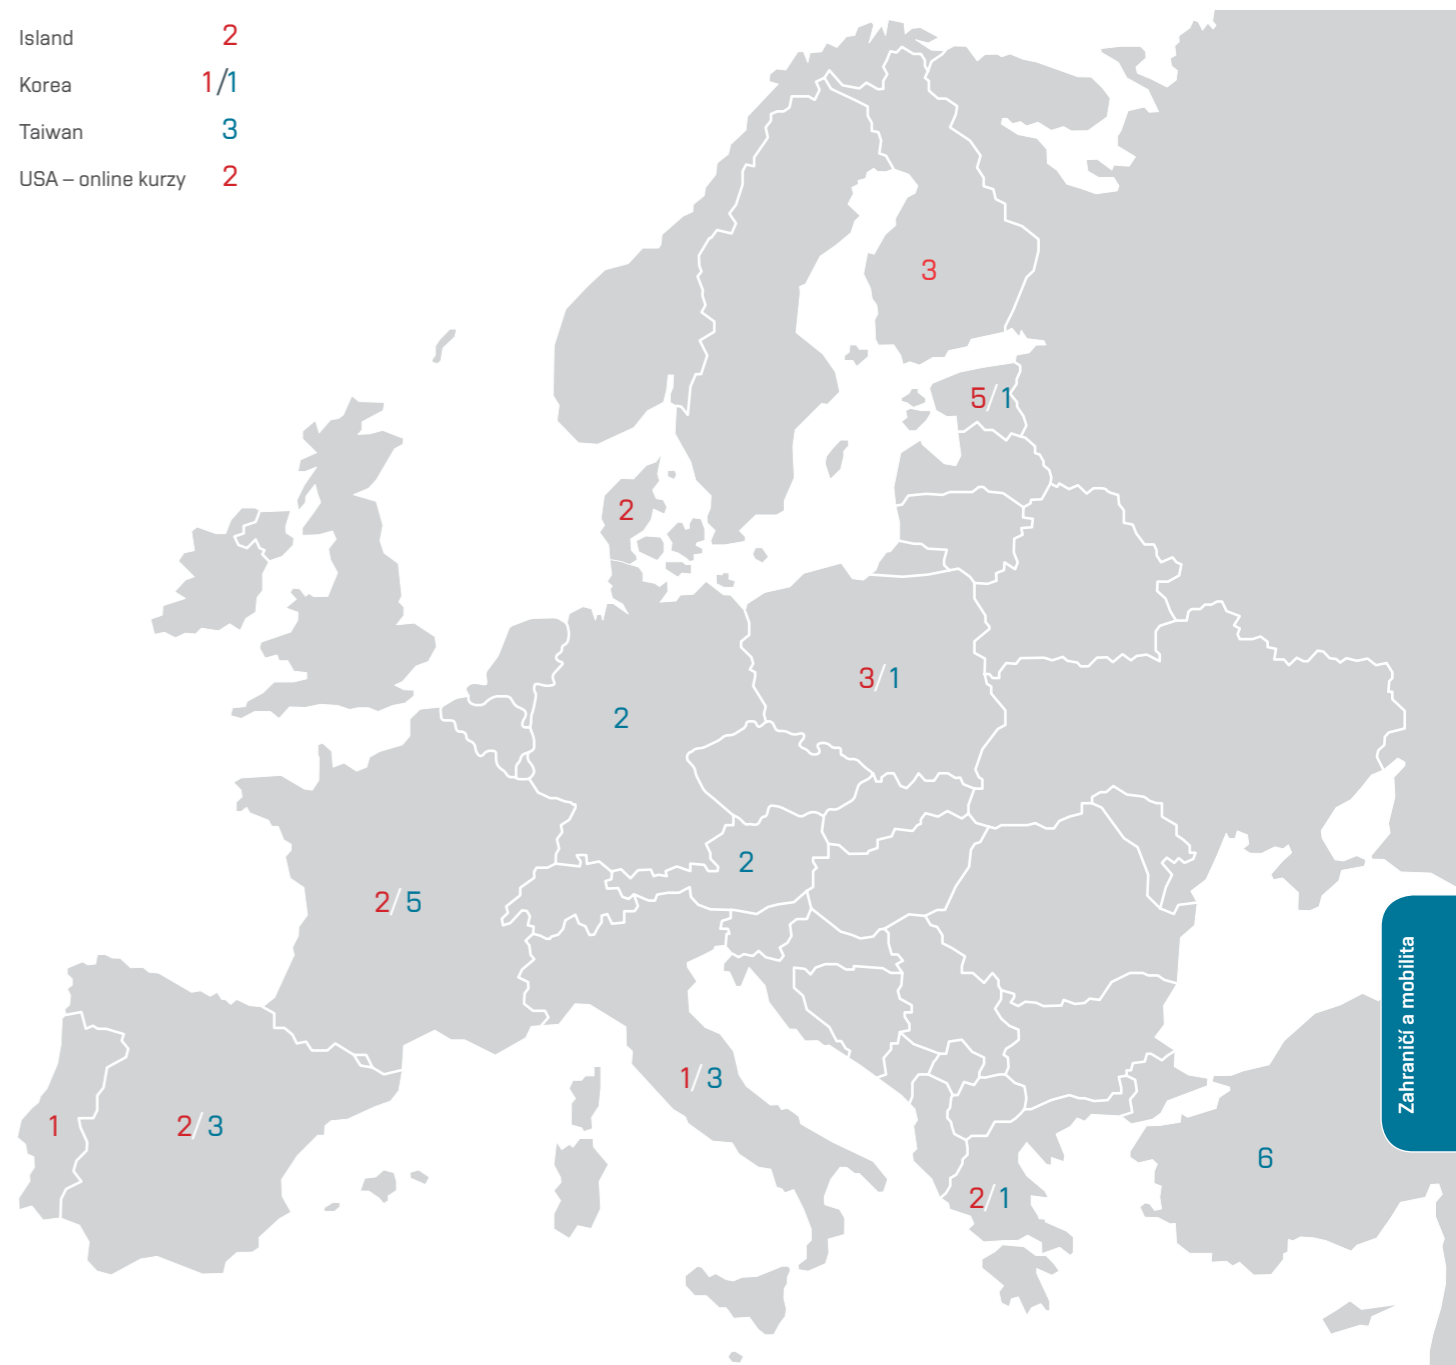 Island 2
Korea 1/1
Taiwan 3
USA – online kurzy 2
3
5/1
2
3/1
2
2
2/5
Zahraničí a mobilita
1/3
1
2/3
6
2/1